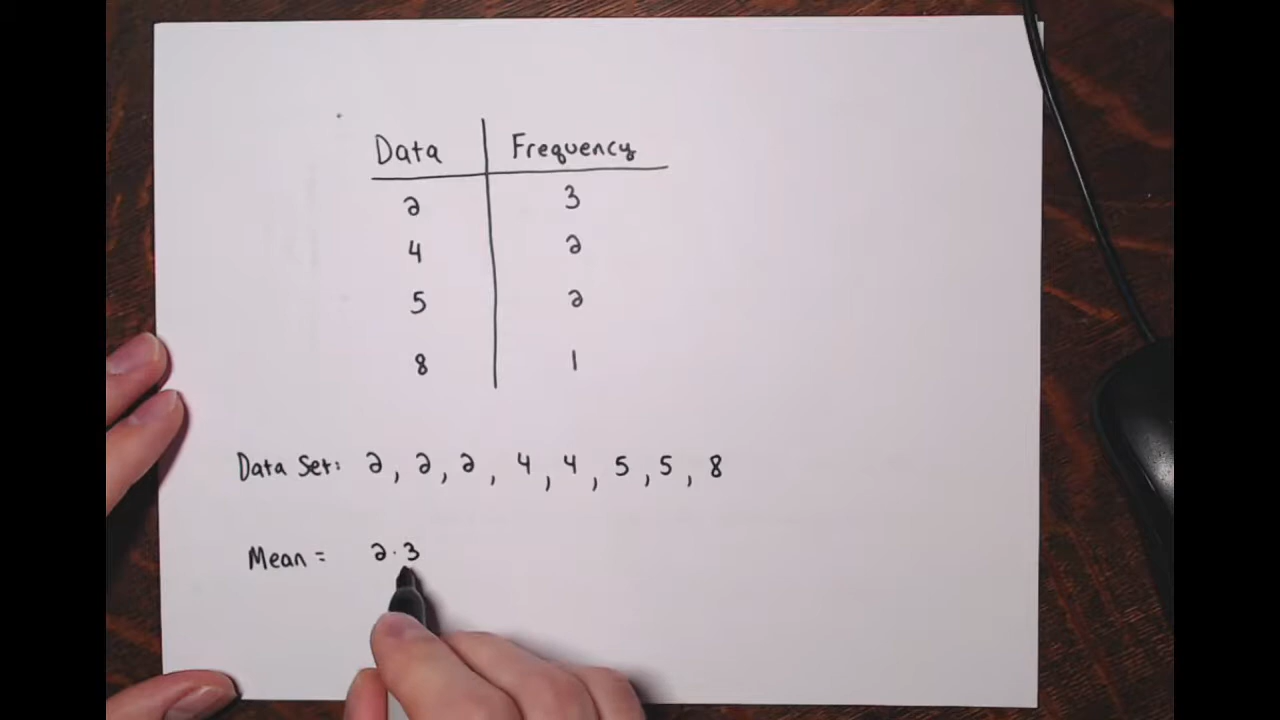 Data Frequency
2 3
4 2
5 2
8 1
Data Set: 2, 2, 2, 4, 4, 5, 5, 8
Mean = 2·3